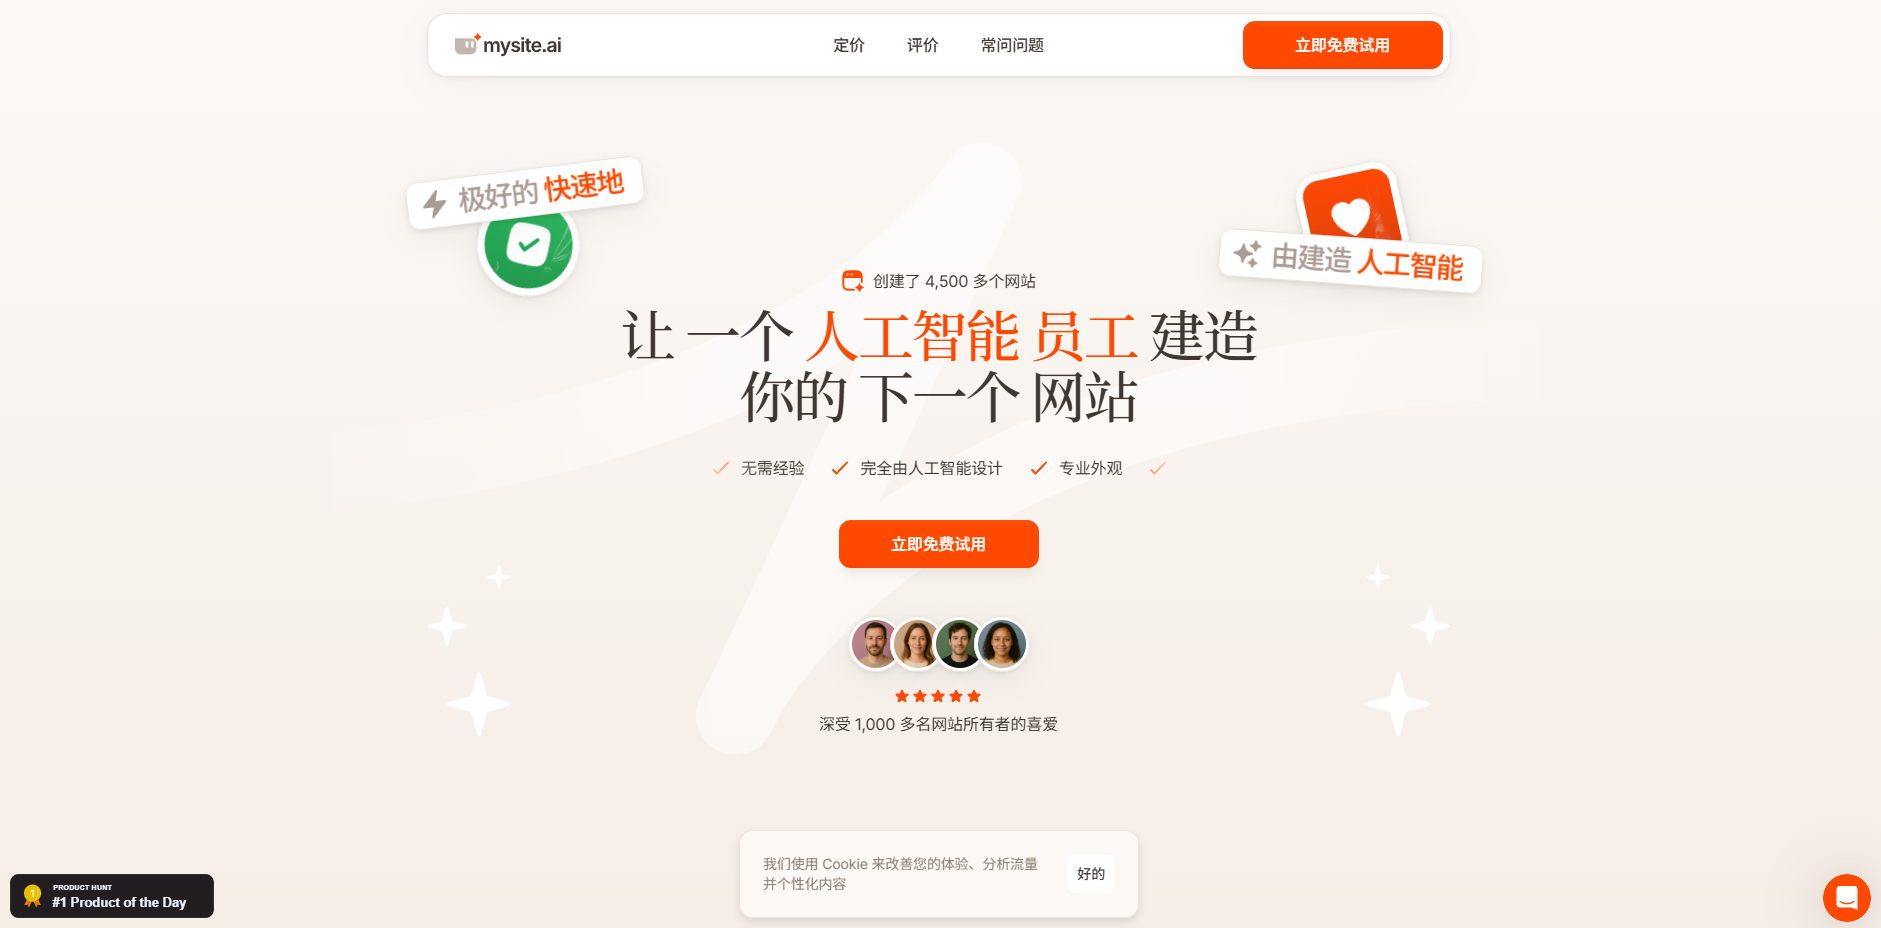 mysite.ai
定价
评价
常问问题
立即免费试用
极好的 快速地
由建造 人工智能
创建了 4,500 多个网站
让 一个 人工智能 员工 建造
你的 下一个 网站
无需经验
完全由人工智能设计
专业外观
立即免费试用
深受 1,000 多名网站所有者的喜爱
我们使用 Cookie 来改善您的体验、分析流量
并个性化内容
好的
1
PRODUCT HUNT
#1 Product of the Day